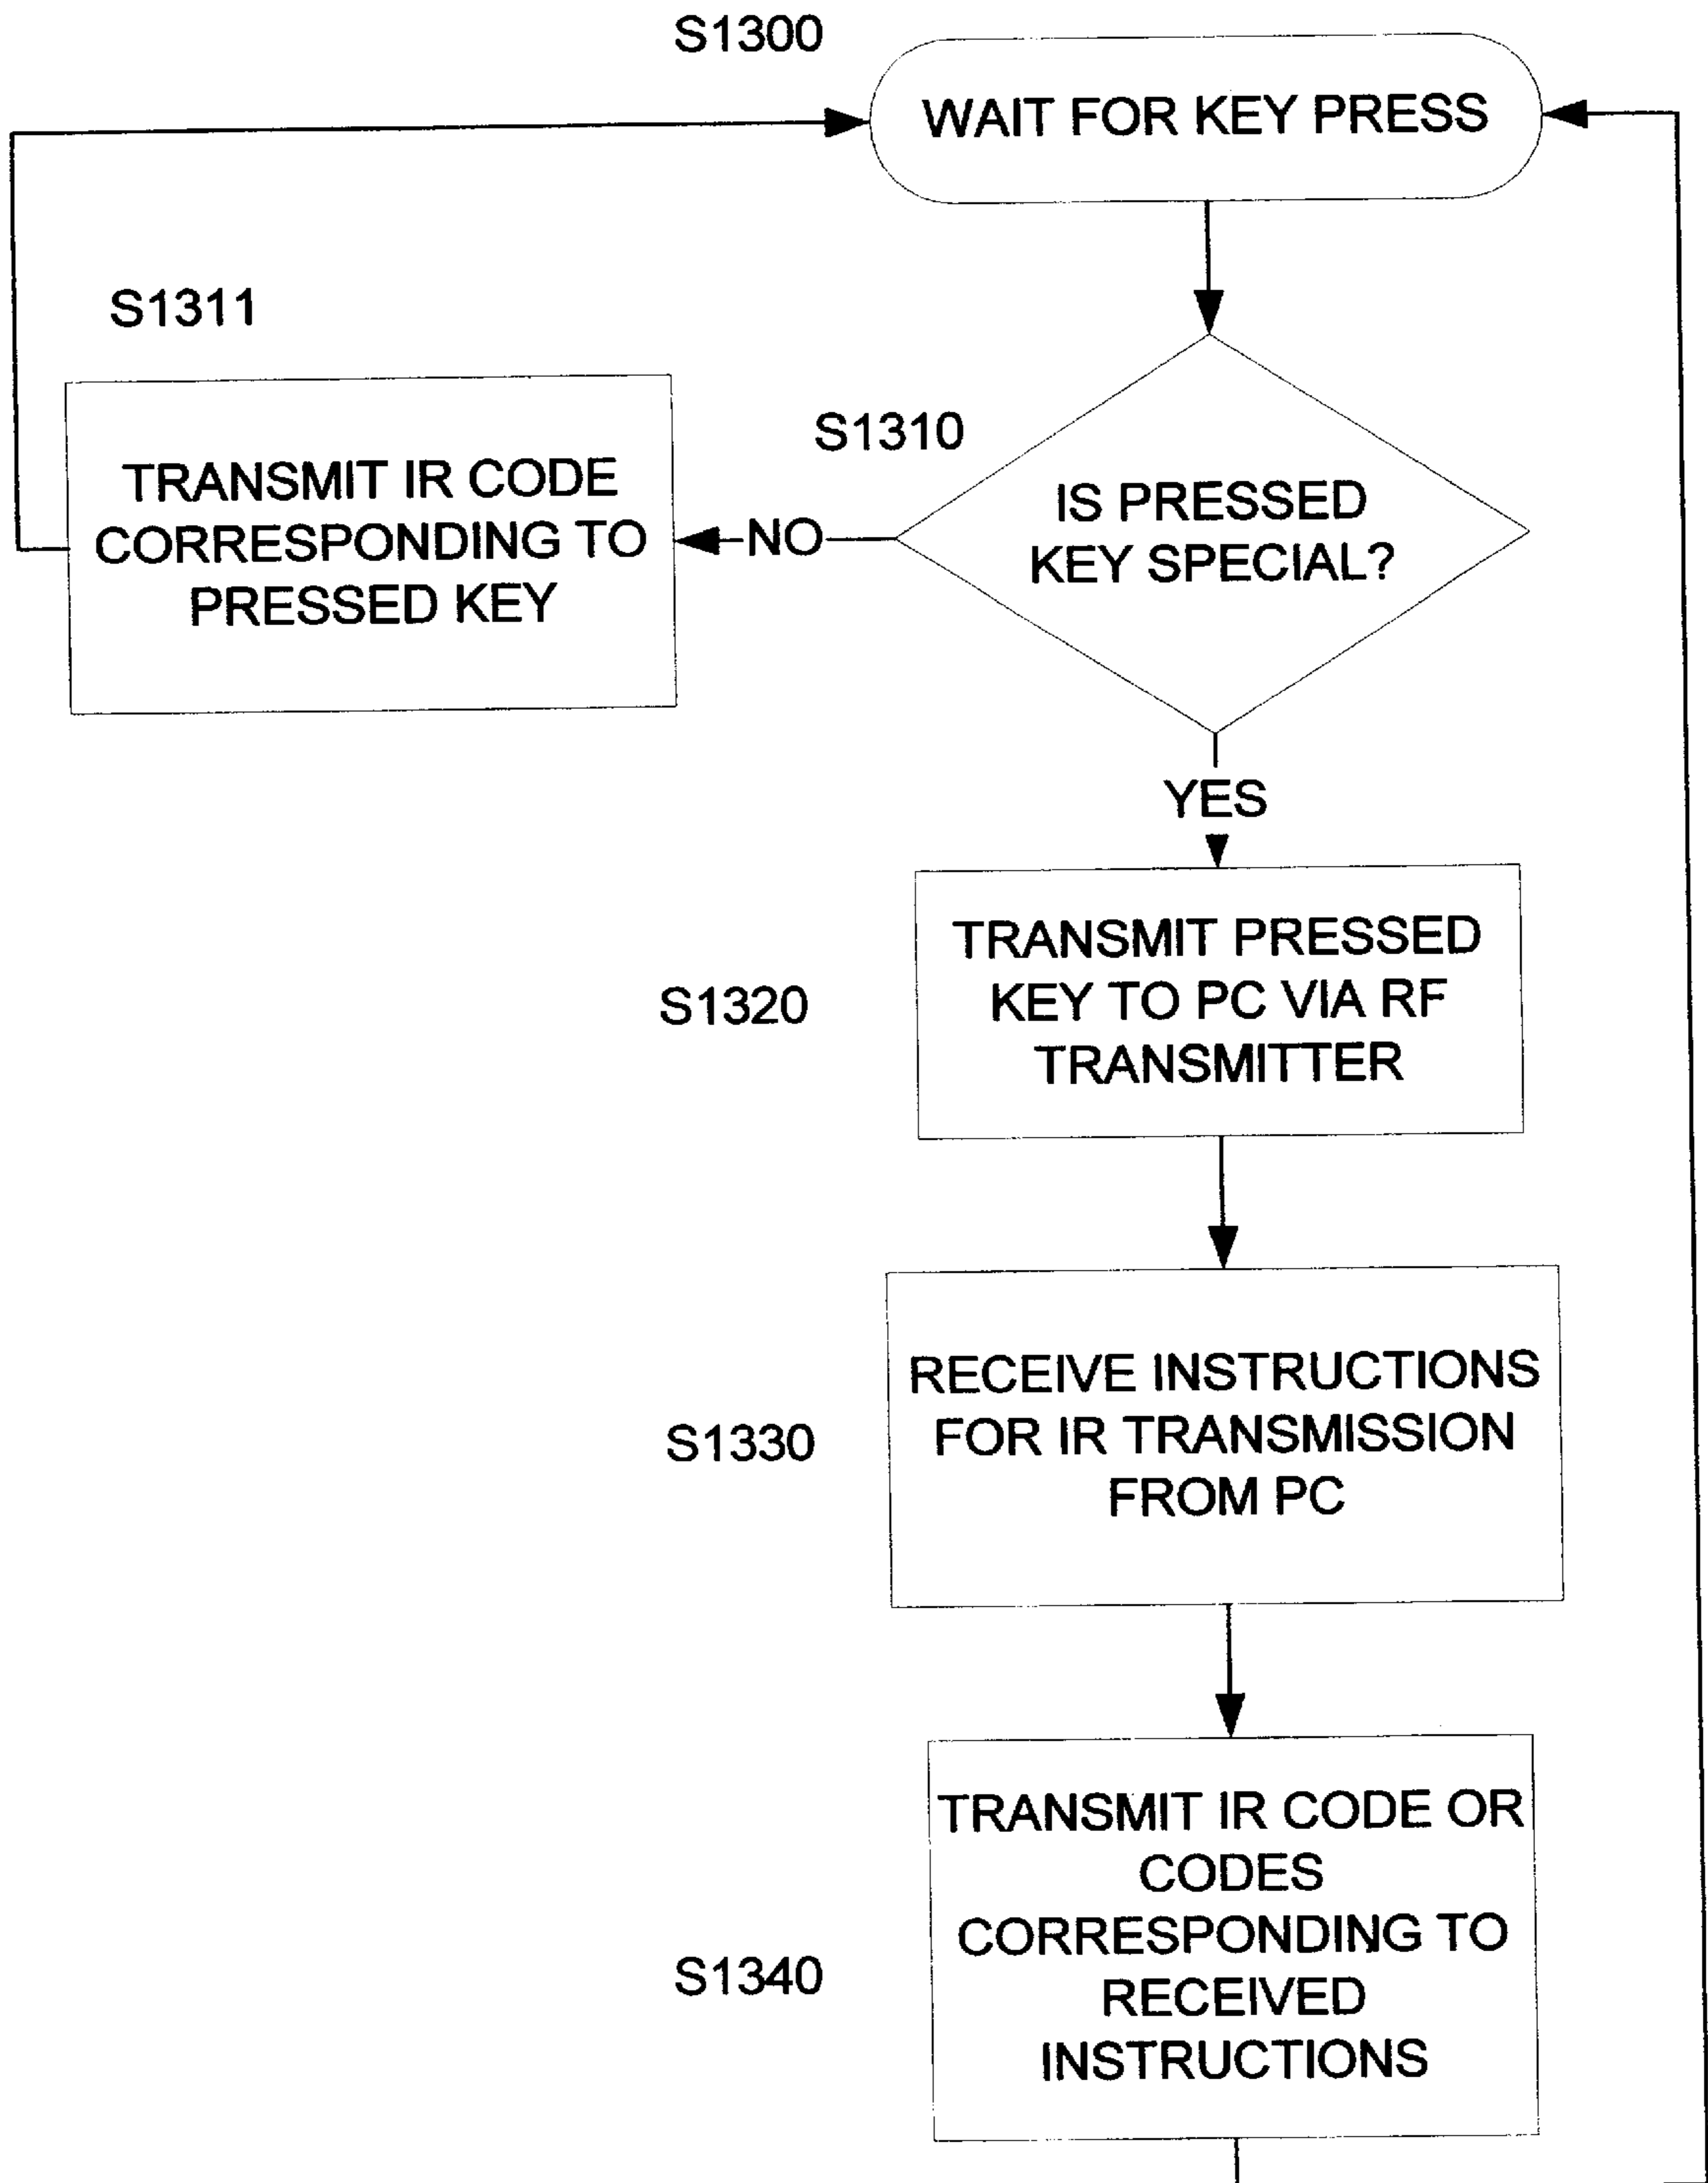 S1300
WAIT FOR KEY PRESS
S1311
TRANSMIT IR CODE
CORRESPONDING TO
PRESSED KEY
S1310
IS PRESSED
KEY SPECIAL?
NO
YES
S1320
TRANSMIT PRESSED
KEY TO PC VIA RF
TRANSMITTER
S1330
RECEIVE INSTRUCTIONS
FOR IR TRANSMISSION
FROM PC
S1340
TRANSMIT IR CODE OR
CODES
CORRESPONDING TO
RECEIVED
INSTRUCTIONS